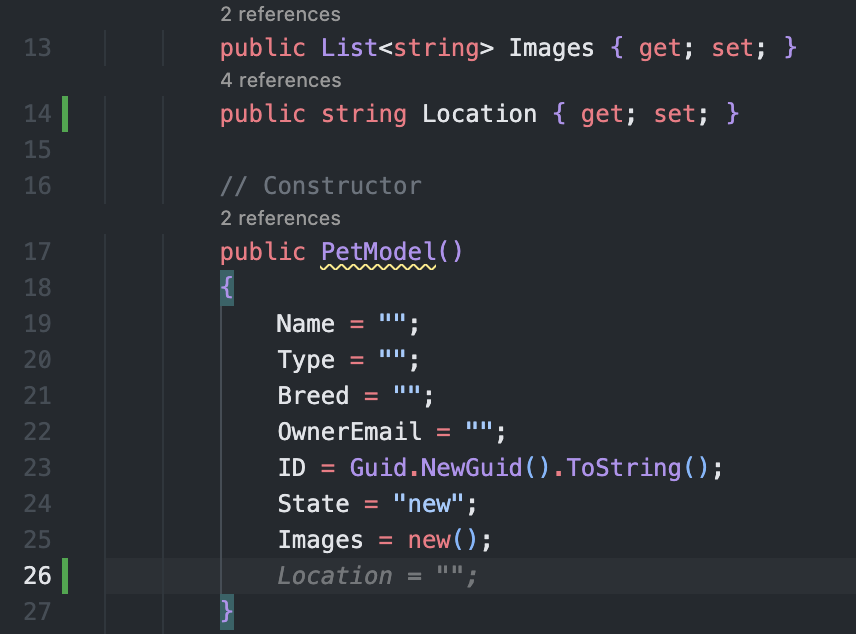 2 references
13 public List<string> Images { get; set; }
4 references
14 public string Location { get; set; }
15
16 // Constructor
2 references
17 public PetModel()
18 {
19 Name = "";
20 Type = "";
21 Breed = "";
22 OwnerEmail = "";
23 ID = Guid.NewGuid().ToString();
24 State = "new";
25 Images = new();
26 Location = "";
27 }